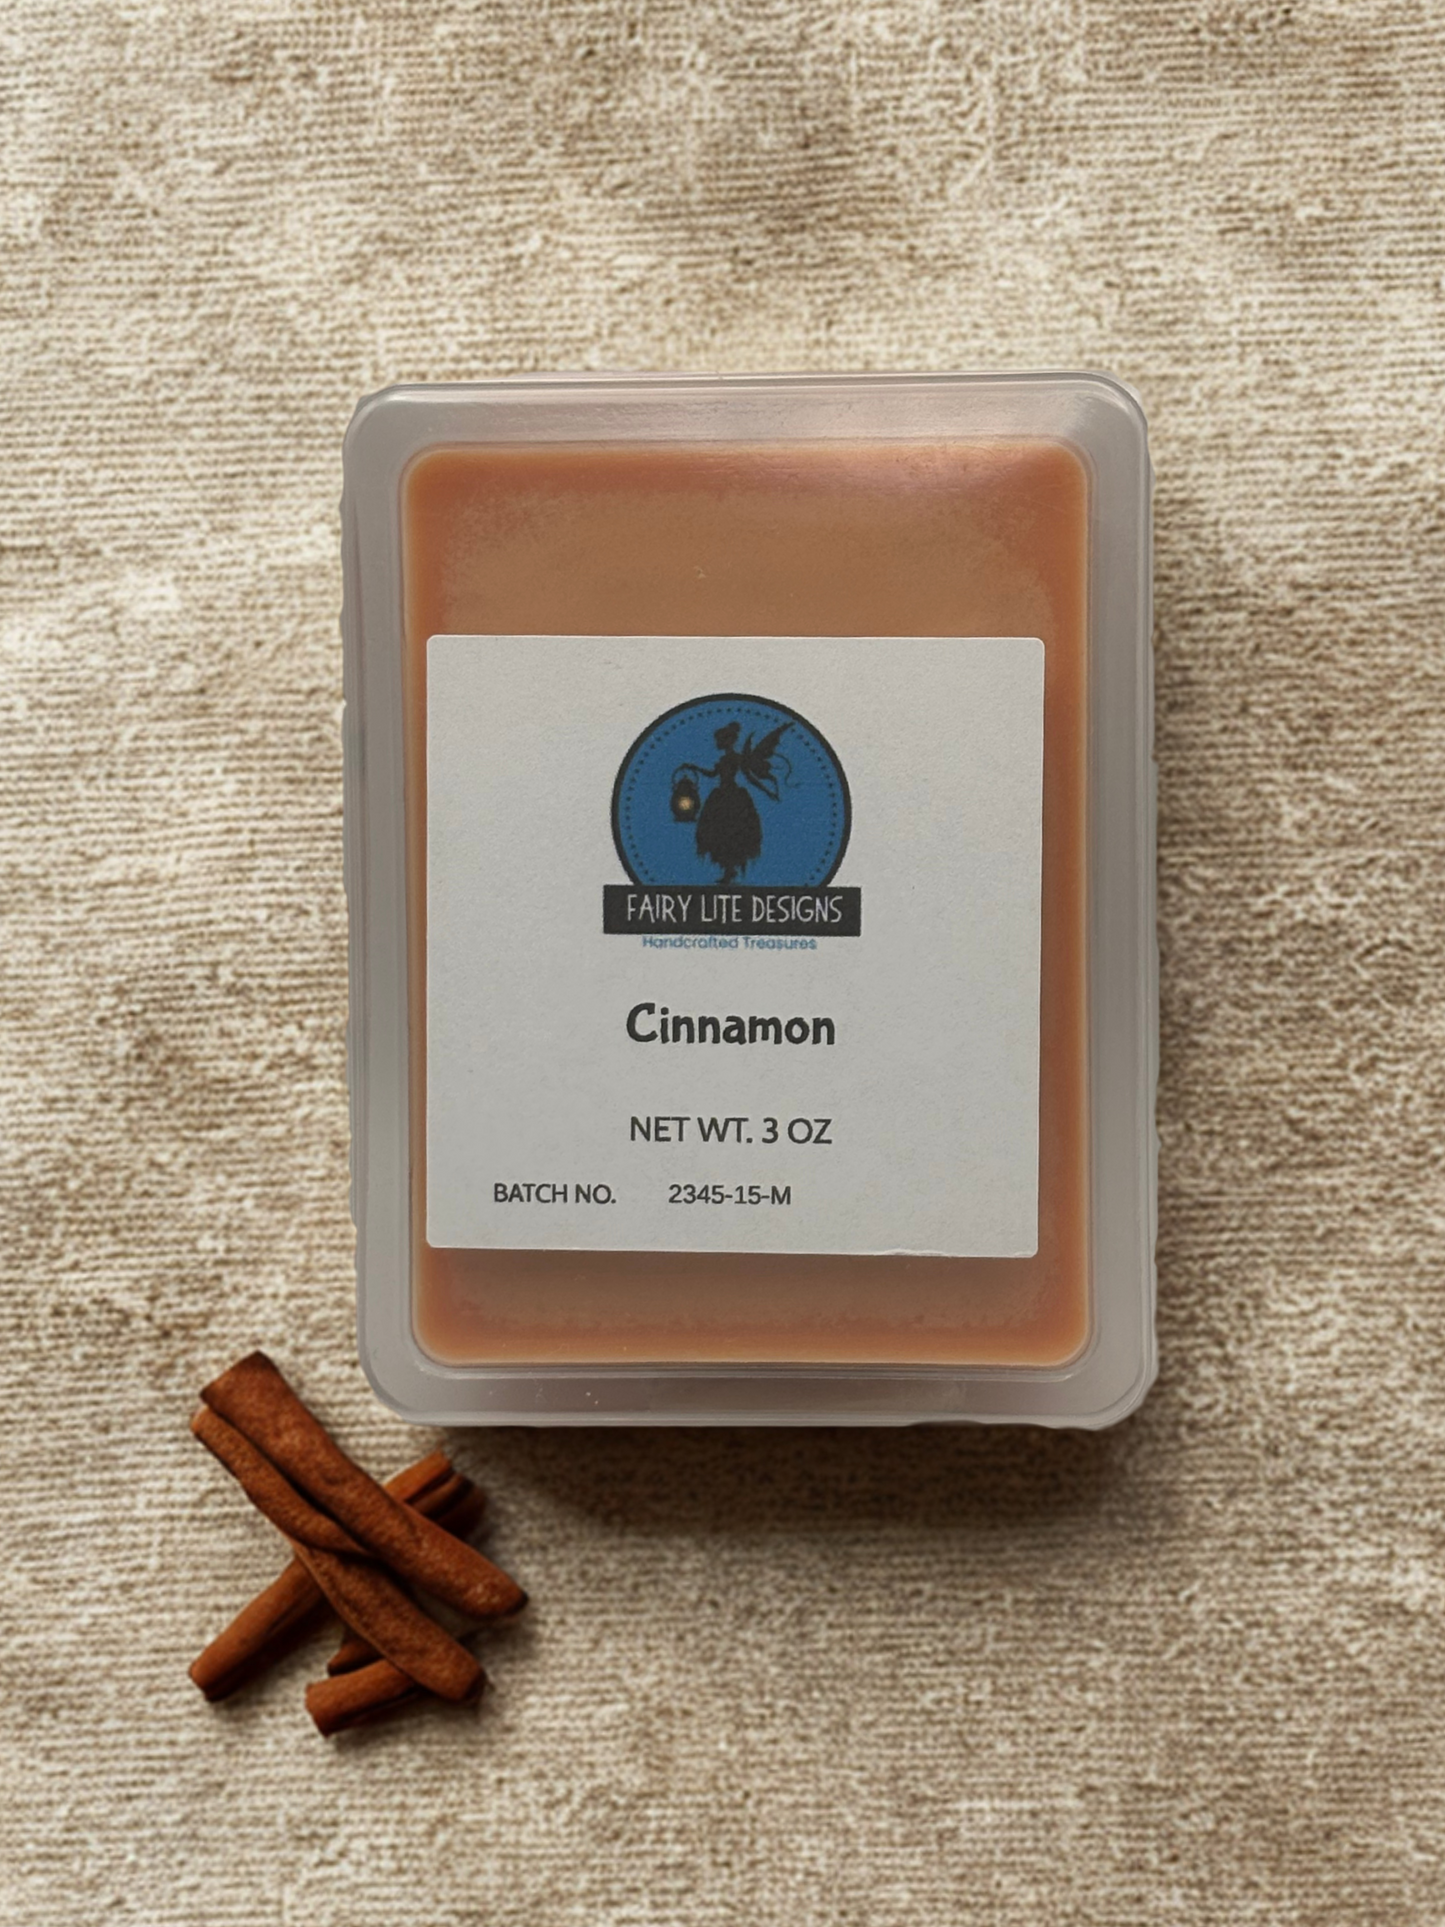 FAIRY LITE DESIGNS
Handcrafted Treasures
Cinnamon
NET WT. 3 OZ
BATCH NO. 2345-15-M